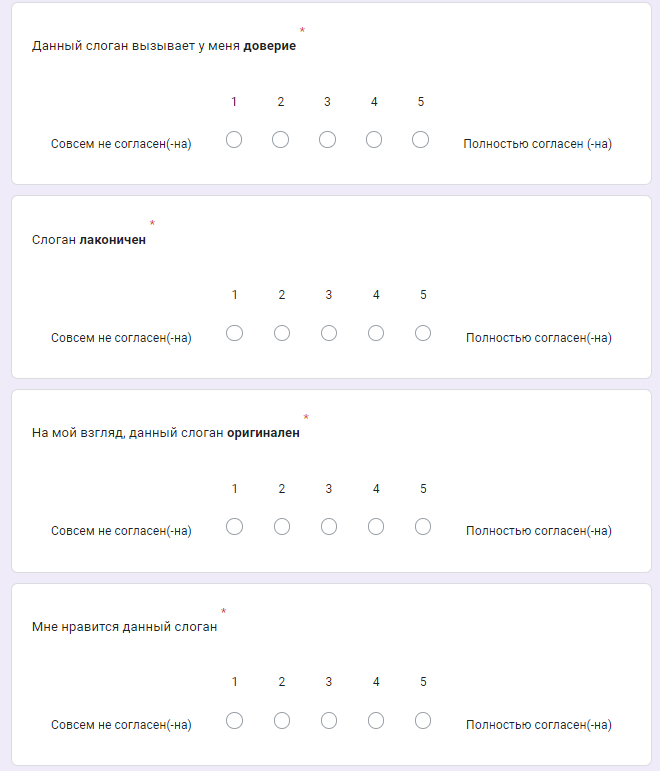 Данный слоган вызывает у меня доверие *
1 2 3 4 5
Совсем не согласен(-на) Полностью согласен (-на)
Слоган лаконичен *
1 2 3 4 5
Совсем не согласен(-на) Полностью согласен(-на)
На мой взгляд, данный слоган оригинален *
1 2 3 4 5
Совсем не согласен(-на) Полностью согласен(-на)
Мне нравится данный слоган *
1 2 3 4 5
Совсем не согласен(-на) Полностью согласен(-на)